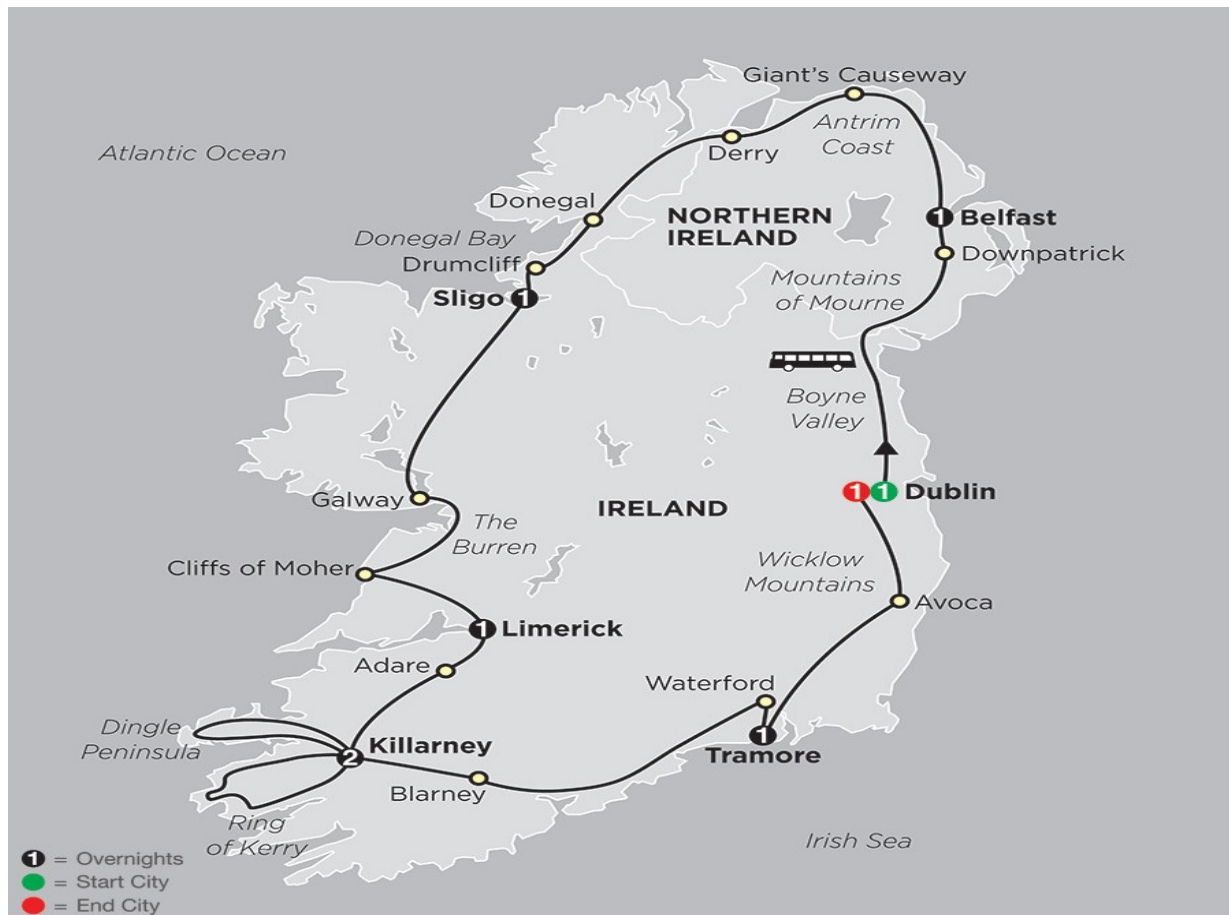 Giant's Causeway
Atlantic Ocean
Antrim
Coast
Derry
Donegal
NORTHERN
IRELAND
1 Belfast
Donegal Bay
Drumcliff
Downpatrick
Mountains
of Mourne
Sligo 1
Boyne
Valley
Galway
1 1 Dublin
IRELAND
The
Burren
Cliffs of Moher
Wicklow
Mountains
Avoca
1 Limerick
Adare
Waterford
Dingle
Peninsula
Killarney
2
1
Tramore
Blarney
Ring
of Kerry
Irish Sea
1 = Overnights
= Start City
= End City